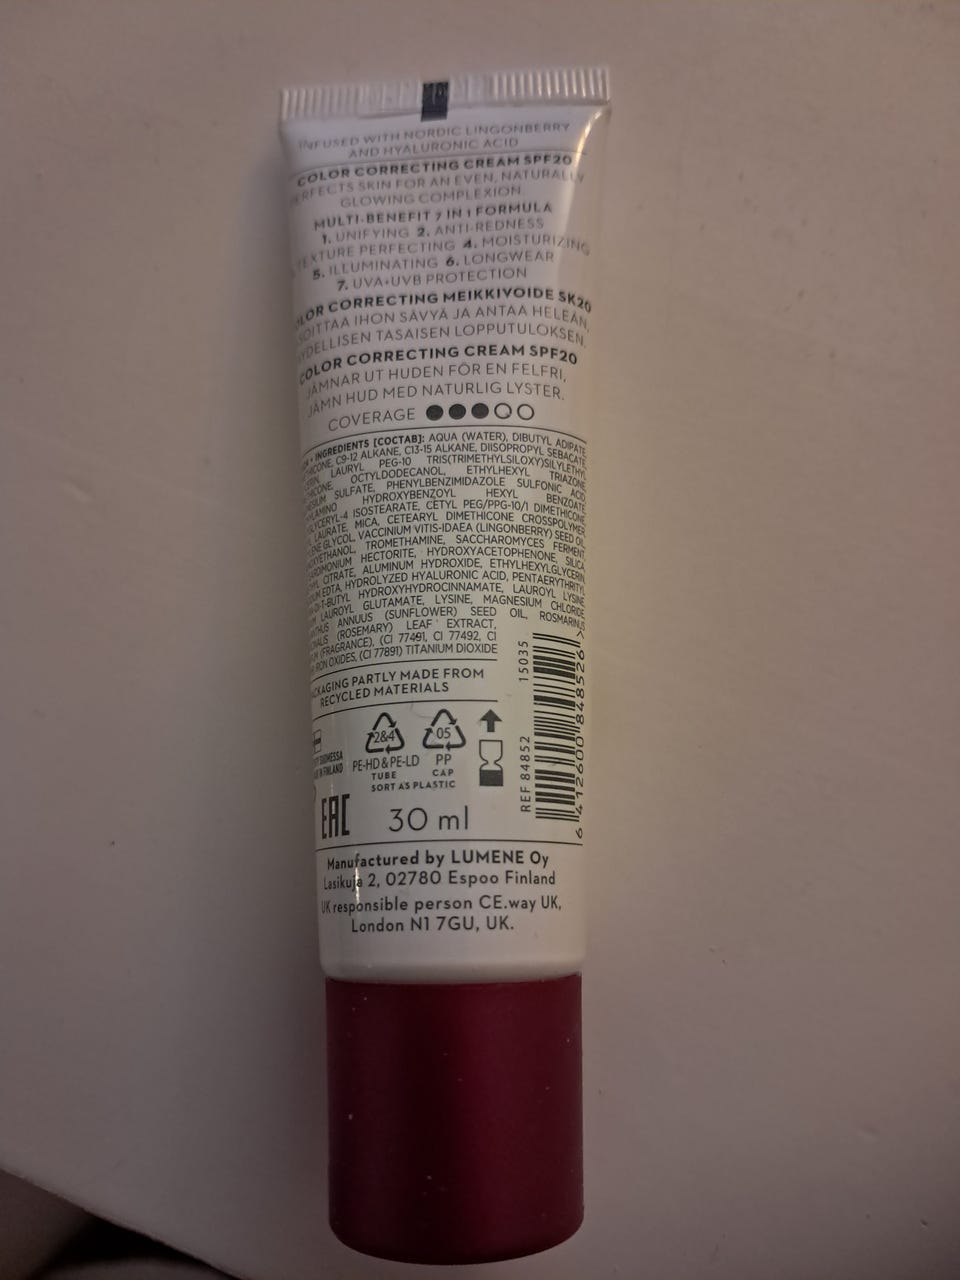 INFUSED WITH NORDIC LINGONBERRY
AND HYALURONIC ACID
COLOR CORRECTING CREAM SPF20
PERFECTS SKIN FOR AN EVEN, NATURALLY
GLOWING COMPLEXION
MULTI-BENEFIT 7 IN 1 FORMULA
1. UNIFYING 2. ANTI-REDNESS
TEXTURE PERFECTING 4. MOISTURIZING
5. ILLUMINATING 6. LONGWEAR
7. UVA+UVB PROTECTION
COLOR CORRECTING MEIKKIVOIDE SK20
IHON SÄVYÄ JA ANTAA HELEÄN,
TASAISEN LOPPUTULOKSEN.
COLOR CORRECTING CREAM SPF20
JÄMNAR UT HUDEN FÖR EN FELFRI,
JÄMN HUD MED NATURLIG LYSTER.
COVERAGE
INGREDIENTS [СОСТАВ]: AQUA (WATER), DIBUTYL ADIPATE
C9-12 ALKANE, C13-15 ALKANE, DIISOPROPYL SEBACATE
LAURYL PEG-10 TRIS(TRIMETHYLSILOXY)SILYLETHYL
OCTYLDODECANOL, ETHYLHEXYL TRIAZONE
SULFATE, PHENYLBENZIMIDAZOLE SULFONIC ACID
HYDROXYBENZOYL HEXYL BENZOATE
ISOSTEARATE, CETYL PEG/PPG-10/1 DIMETHICONE
LAURATE, MICA, CETEARYL DIMETHICONE CROSSPOLYMER
GLYCOL, VACCINIUM VITIS-IDAEA (LINGONBERRY) SEED OIL
TROMETHAMINE, SACCHAROMYCES FERMENT
HECTORITE, HYDROXYACETOPHENONE, SILICA
CITRATE, ALUMINUM HYDROXIDE, ETHYLHEXYLGLYCERIN
EDTA, HYDROLYZED HYALURONIC ACID, PENTAERYTHRITYL
HYDROXYHYDROCINNAMATE, LAUROYL LYSINE
LAUROYL GLUTAMATE, LYSINE, MAGNESIUM CHLORIDE
ANNUUS (SUNFLOWER) SEED OIL, ROSMARINUS
(ROSEMARY) LEAF EXTRACT,
(FRAGRANCE), (CI 77491, CI 77492, CI
IRON OXIDES, (CI 77891) TITANIUM DIOXIDE
PACKAGING PARTLY MADE FROM
RECYCLED MATERIALS
2&4
05
PE-HD & PE-LD PP
TUBE CAP
SORT AS PLASTIC
IN FINLAND
15035
REF 84852
6 412600 848526 >
EAC
30 ml
Manufactured by LUMENE Oy
Lasikuja 2, 02780 Espoo Finland
UK responsible person CE.way UK,
London N1 7GU, UK.